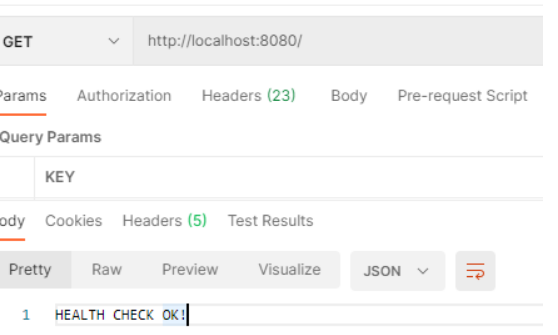 GET http://localhost:8080/
Params Authorization Headers (23) Body Pre-request Script
Query Params
KEY
Body Cookies Headers (5) Test Results
Pretty Raw Preview Visualize JSON
1 HEALTH CHECK OK!